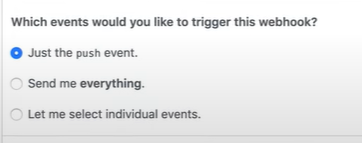 Which events would you like to trigger this webhook?
Just the push event.
Send me everything.
Let me select individual events.